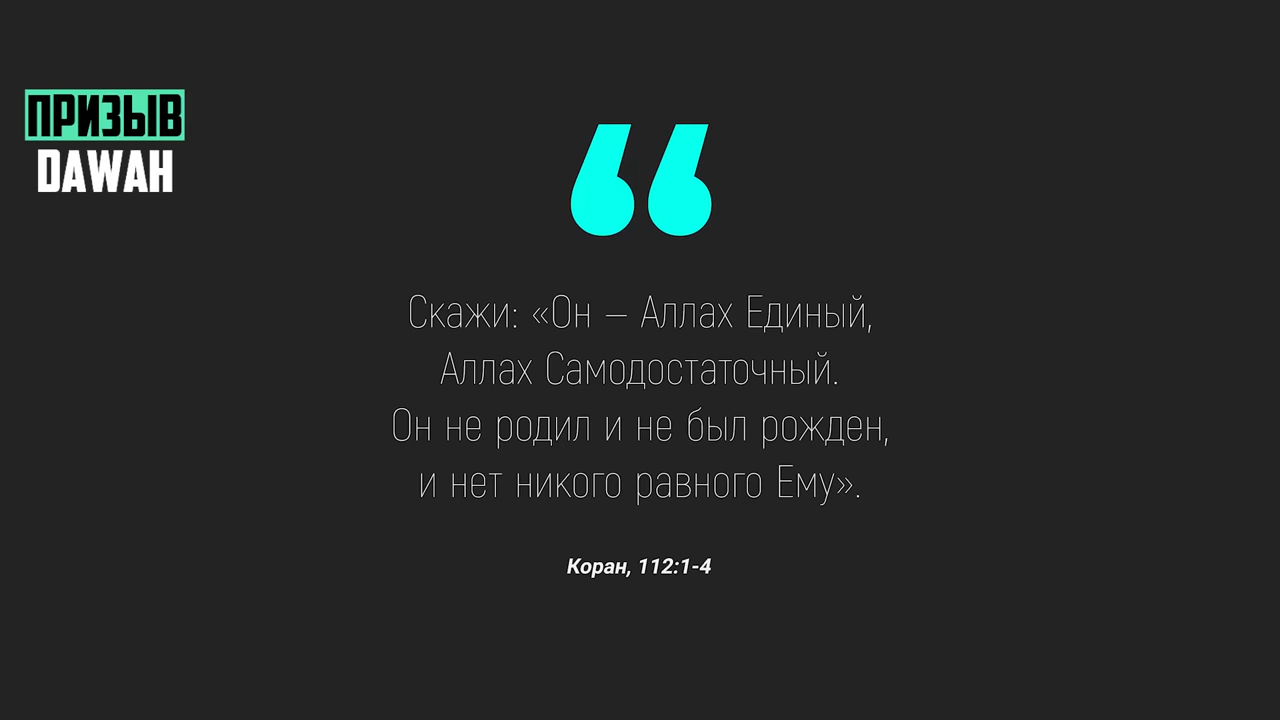 ПРИЗЫВ
DAWAH
Скажи: «Он – Аллах Единый,
Аллах Самодостаточный.
Он не родил и не был рожден,
и нет никого равного Ему».
Коран, 112:1-4